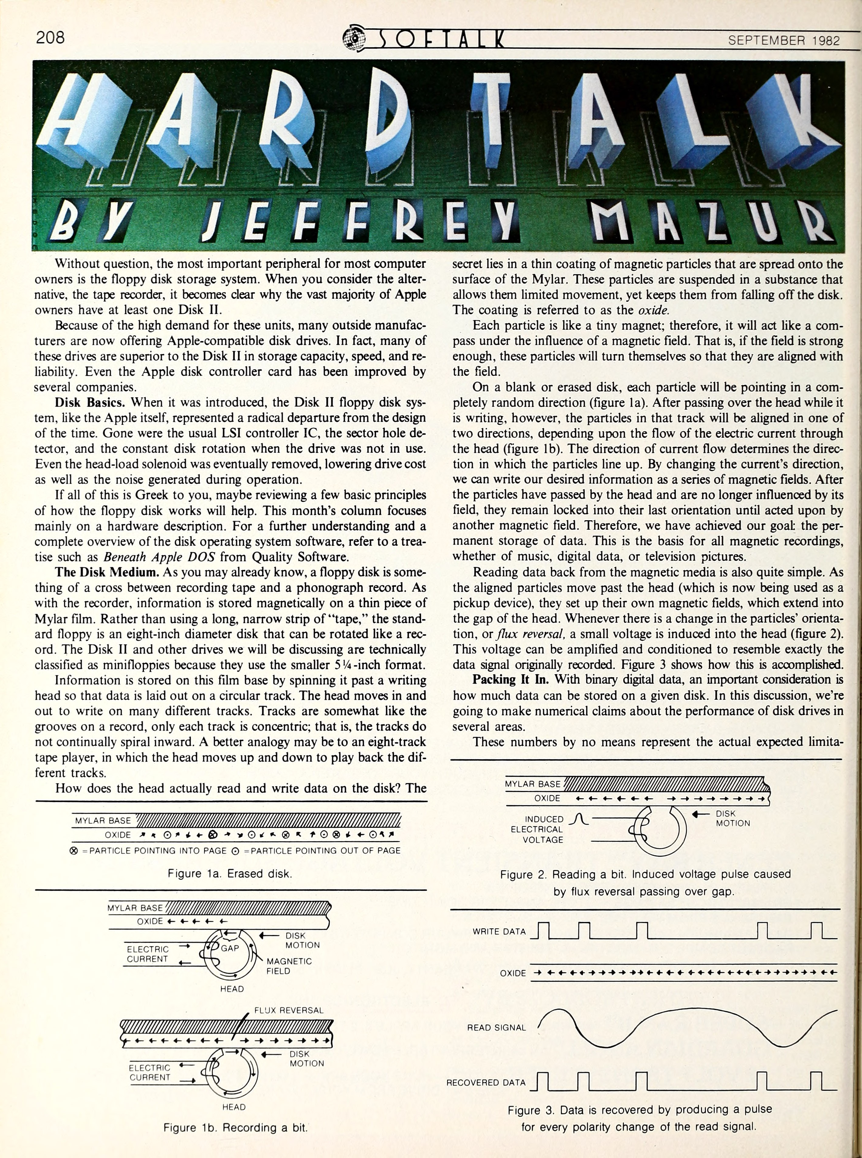 208
SOFTALK
SEPTEMBER 1982
HARDTALK
BY JEFFREY MAZUR
Without question, the most important peripheral for most computer
owners is the floppy disk storage system. When you consider the alter-
native, the tape recorder, it becomes clear why the vast majority of Apple
owners have at least one Disk II.
Because of the high demand for these units, many outside manufac-
turers are now offering Apple-compatible disk drives. In fact, many of
these drives are superior to the Disk II in storage capacity, speed, and re-
liability. Even the Apple disk controller card has been improved by
several companies.
Disk Basics. When it was introduced, the Disk II floppy disk sys-
tem, like the Apple itself, represented a radical departure from the design
of the time. Gone were the usual LSI controller IC, the sector hole de-
tector, and the constant disk rotation when the drive was not in use.
Even the head-load solenoid was eventually removed, lowering drive cost
as well as the noise generated during operation.
If all of this is Greek to you, maybe reviewing a few basic principles
of how the floppy disk works will help. This month's column focuses
mainly on a hardware description. For a further understanding and a
complete overview of the disk operating system software, refer to a trea-
tise such as Beneath Apple DOS from Quality Software.
The Disk Medium. As you may already know, a floppy disk is some-
thing of a cross between recording tape and a phonograph record. As
with the recorder, information is stored magnetically on a thin piece of
Mylar film. Rather than using a long, narrow strip of "tape," the stand-
ard floppy is an eight-inch diameter disk that can be rotated like a rec-
ord. The Disk II and other drives we will be discussing are technically
classified as minifloppies because they use the smaller 5¼-inch format.
Information is stored on this film base by spinning it past a writing
head so that data is laid out on a circular track. The head moves in and
out to write on many different tracks. Tracks are somewhat like the
grooves on a record, only each track is concentric; that is, the tracks do
not continually spiral inward. A better analogy may be to an eight-track
tape player, in which the head moves up and down to play back the dif-
ferent tracks.
How does the head actually read and write data on the disk? The
MYLAR BASE
OXIDE
⊗ =PARTICLE POINTING INTO PAGE ⊙ =PARTICLE POINTING OUT OF PAGE
Figure 1a. Erased disk.
MYLAR BASE
OXIDE
ELECTRIC
CURRENT
GAP
DISK
MOTION
MAGNETIC
FIELD
HEAD
FLUX REVERSAL
ELECTRIC
CURRENT
DISK
MOTION
HEAD
Figure 1b. Recording a bit.
secret lies in a thin coating of magnetic particles that are spread onto the
surface of the Mylar. These particles are suspended in a substance that
allows them limited movement, yet keeps them from falling off the disk.
The coating is referred to as the oxide.
Each particle is like a tiny magnet; therefore, it will act like a com-
pass under the influence of a magnetic field. That is, if the field is strong
enough, these particles will turn themselves so that they are aligned with
the field.
On a blank or erased disk, each particle will be pointing in a com-
pletely random direction (figure 1a). After passing over the head while it
is writing, however, the particles in that track will be aligned in one of
two directions, depending upon the flow of the electric current through
the head (figure 1b). The direction of current flow determines the direc-
tion in which the particles line up. By changing the current's direction,
we can write our desired information as a series of magnetic fields. After
the particles have passed by the head and are no longer influenced by its
field, they remain locked into their last orientation until acted upon by
another magnetic field. Therefore, we have achieved our goal: the per-
manent storage of data. This is the basis for all magnetic recordings,
whether of music, digital data, or television pictures.
Reading data back from the magnetic media is also quite simple. As
the aligned particles move past the head (which is now being used as a
pickup device), they set up their own magnetic fields, which extend into
the gap of the head. Whenever there is a change in the particles' orienta-
tion, or flux reversal, a small voltage is induced into the head (figure 2).
This voltage can be amplified and conditioned to resemble exactly the
data signal originally recorded. Figure 3 shows how this is accomplished.
Packing It In. With binary digital data, an important consideration is
how much data can be stored on a given disk. In this discussion, we're
going to make numerical claims about the performance of disk drives in
several areas.
These numbers by no means represent the actual expected limita-
MYLAR BASE
OXIDE
INDUCED
ELECTRICAL
VOLTAGE
DISK
MOTION
Figure 2. Reading a bit. Induced voltage pulse caused
by flux reversal passing over gap.
WRITE DATA
OXIDE
READ SIGNAL
RECOVERED DATA
Figure 3. Data is recovered by producing a pulse
for every polarity change of the read signal.